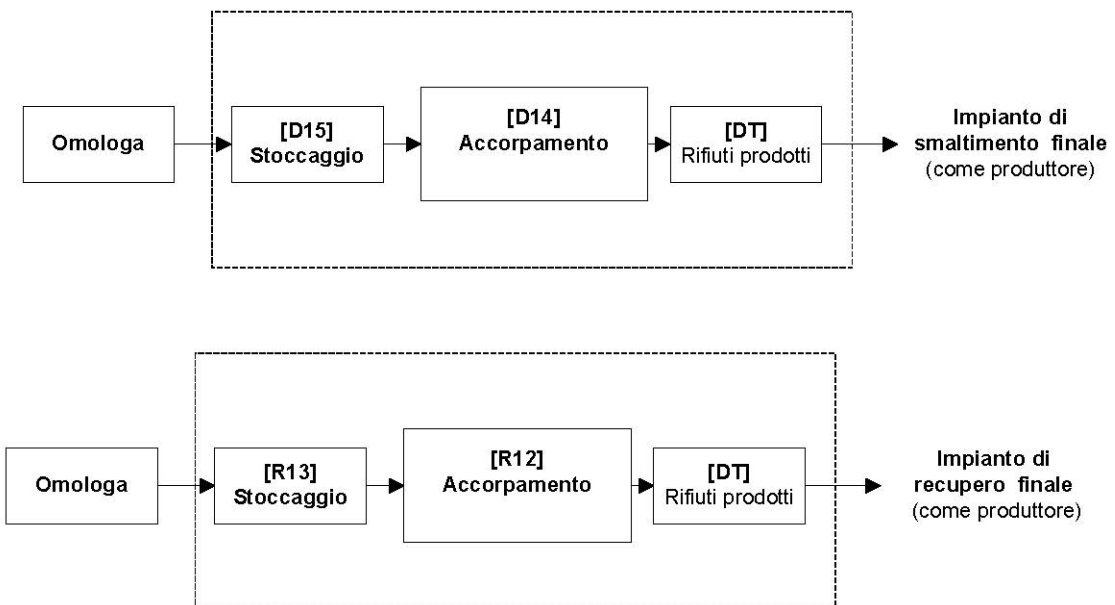 Omologa
[D15]
Stoccaggio
[D14]
Accorpamento
[DT]
Rifiuti prodotti
Impianto di
smaltimento finale
(come produttore)
Omologa
[R13]
Stoccaggio
[R12]
Accorpamento
[DT]
Rifiuti prodotti
Impianto di
recupero finale
(come produttore)